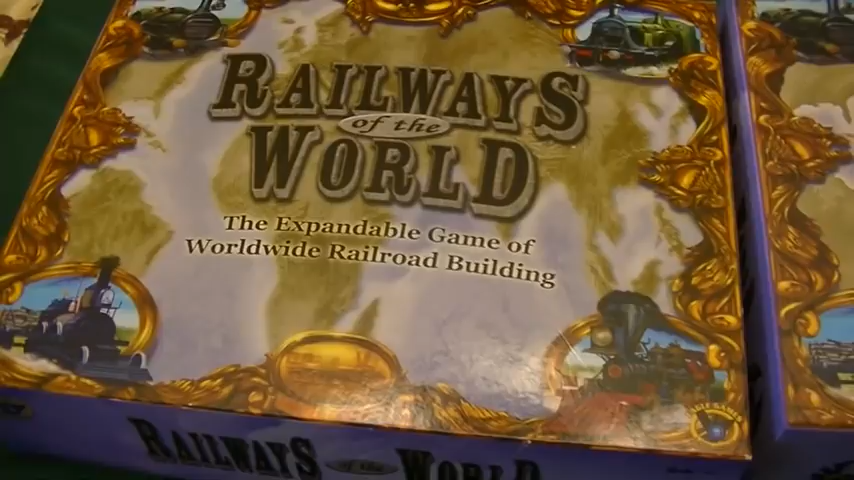 RAILWAYS
of the
WORLD
The Expandable Game of
Worldwide Railroad Building
RAILWAYS of the WORLD